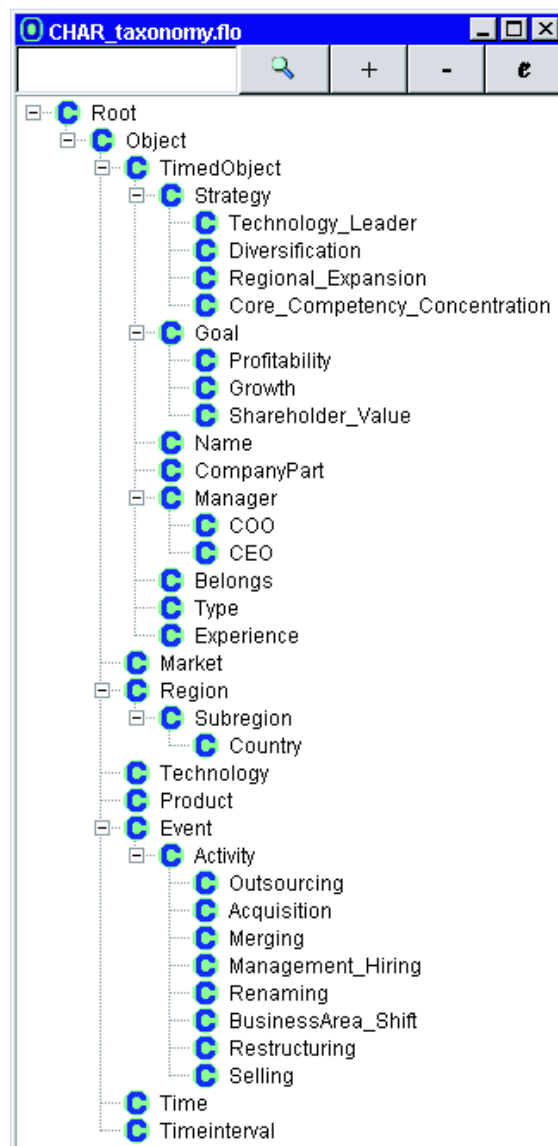 CHAR_taxonomy.flo
+ - e
Root
Object
TimedObject
Strategy
Technology_Leader
Diversification
Regional_Expansion
Core_Competency_Concentration
Goal
Profitability
Growth
Shareholder_Value
Name
CompanyPart
Manager
COO
CEO
Belongs
Type
Experience
Market
Region
Subregion
Country
Technology
Product
Event
Activity
Outsourcing
Acquisition
Merging
Management_Hiring
Renaming
BusinessArea_Shift
Restructuring
Selling
Time
Timeinterval